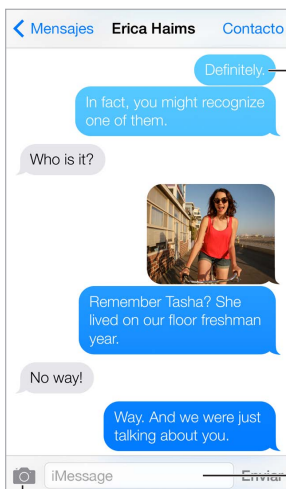 Mensajes Erica Haims Contacto
Definitely.
In fact, you might recognize
one of them.
Who is it?
Remember Tasha? She
lived on our floor freshman
year.
No way!
Way. And we were just
talking about you.
iMessage Enviar